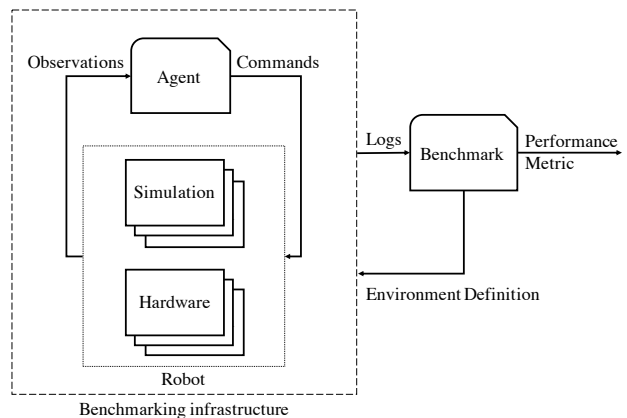 Observations
Agent
Commands
Simulation
Hardware
Robot
Benchmarking infrastructure
Logs
Benchmark
Performance
Metric
Environment Definition